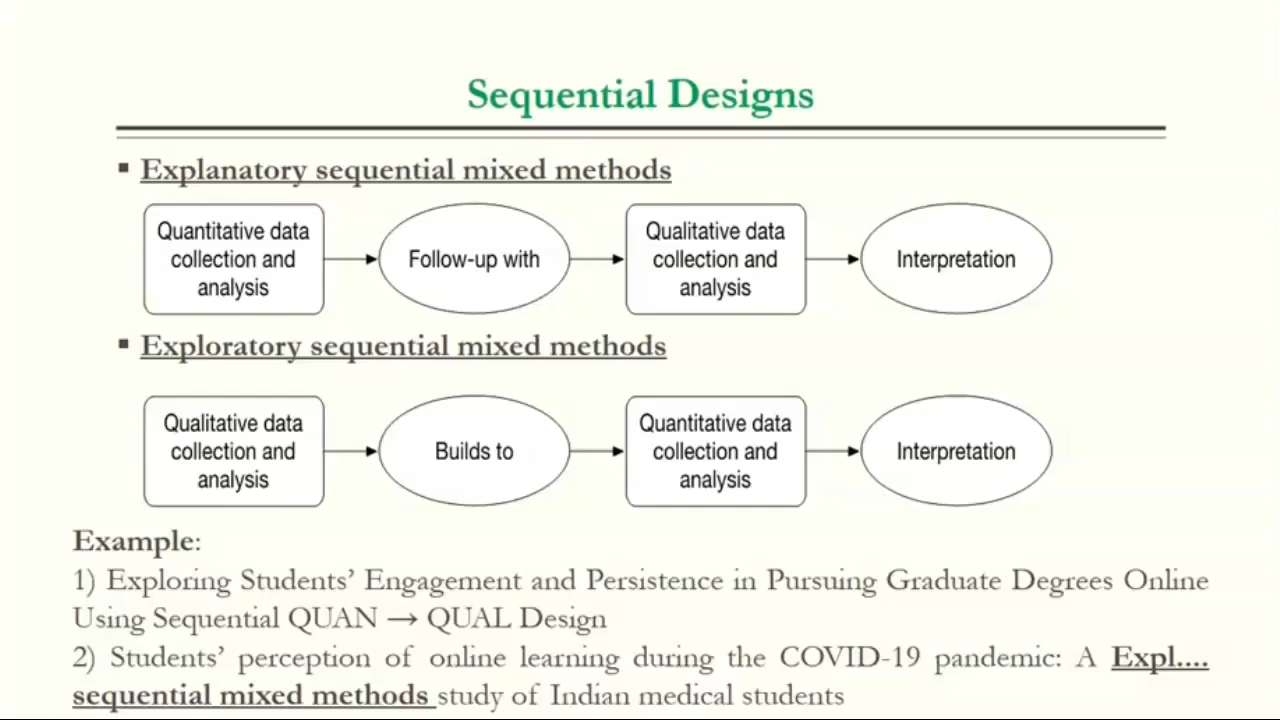 Sequential Designs
▪ Explanatory sequential mixed methods
Quantitative data
collection and
analysis
Follow-up with
Qualitative data
collection and
analysis
Interpretation
▪ Exploratory sequential mixed methods
Qualitative data
collection and
analysis
Builds to
Quantitative data
collection and
analysis
Interpretation
Example:
1) Exploring Students’ Engagement and Persistence in Pursuing Graduate Degrees Online
Using Sequential QUAN → QUAL Design
2) Students’ perception of online learning during the COVID-19 pandemic: A Expl....
sequential mixed methods study of Indian medical students